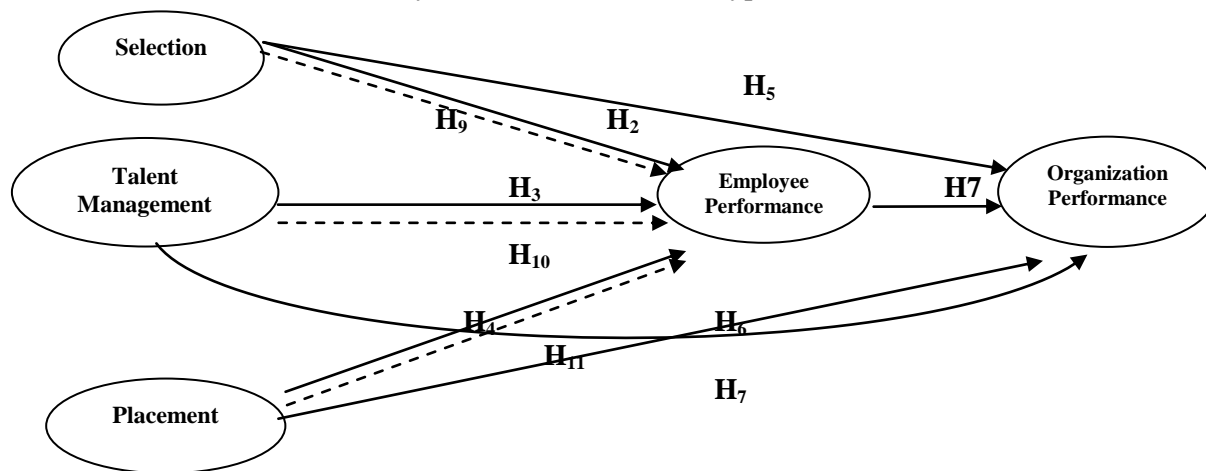 Selection
H₅
H₉
H₂
Talent
Management
H₃
Employee
Performance
H7
Organization
Performance
H₁₀
H₄
H₆
H₁₁
H₇
Placement